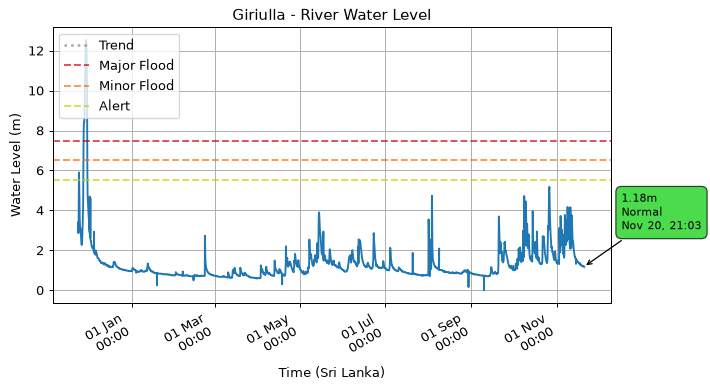 Giriulla - River Water Level
Trend
Major Flood
Minor Flood
Alert
12
10
8
6
4
2
0
Water Level (m)
1.18m
Normal
Nov 20, 21:03
01 Jan
00:00
01 Mar
00:00
01 May
00:00
01 Jul
00:00
01 Sep
00:00
01 Nov
00:00
Time (Sri Lanka)